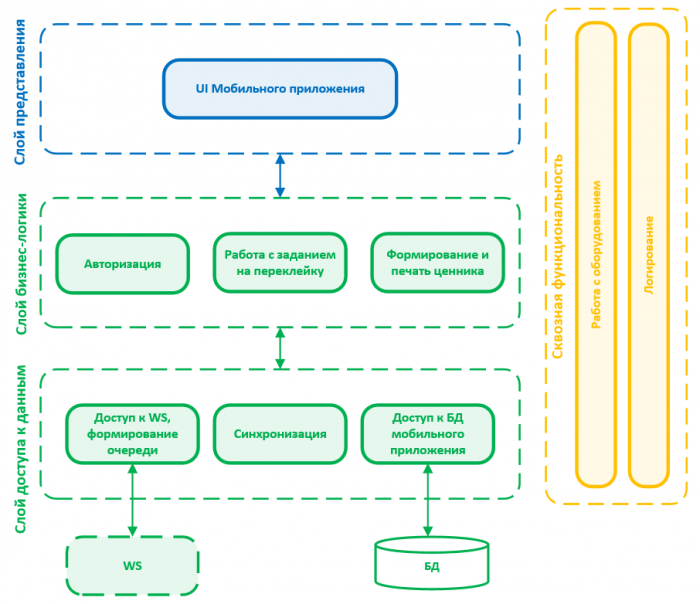 Слой представления
UI Мобильного приложения
Слой бизнес-логики
Авторизация
Работа с заданием
на переклейку
Формирование и
печать ценника
Слой доступа к данным
Доступ к WS,
формирование
очереди
Синхронизация
Доступ к БД
мобильного
приложения
WS
БД
Сквозная функциональность
Работа с оборудованием
Логирование